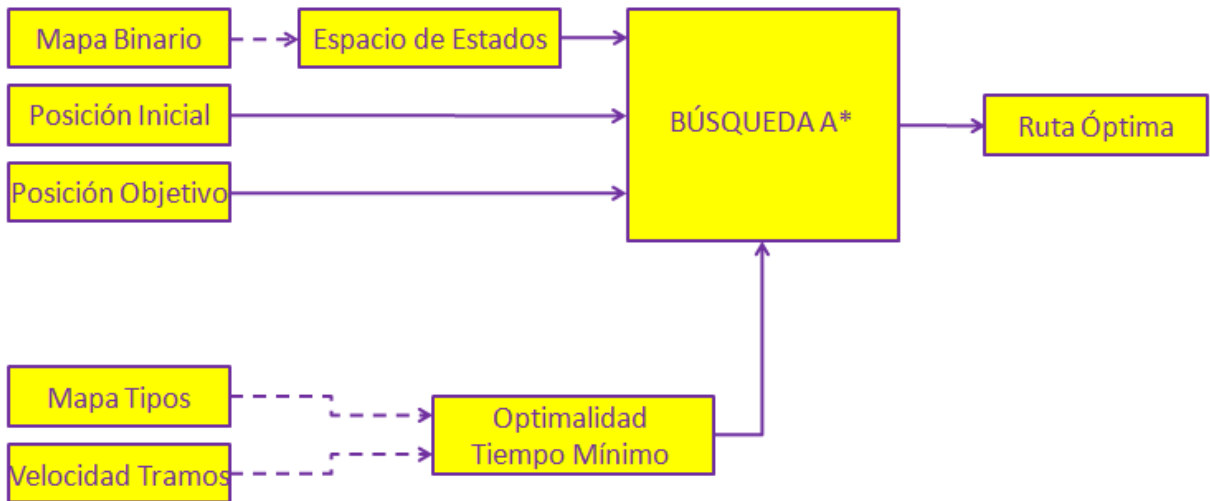 Mapa Binario
Espacio de Estados
Posición Inicial
BÚSQUEDA A*
Ruta Óptima
Posición Objetivo
Mapa Tipos
Optimalidad
Tiempo Mínimo
Velocidad Tramos